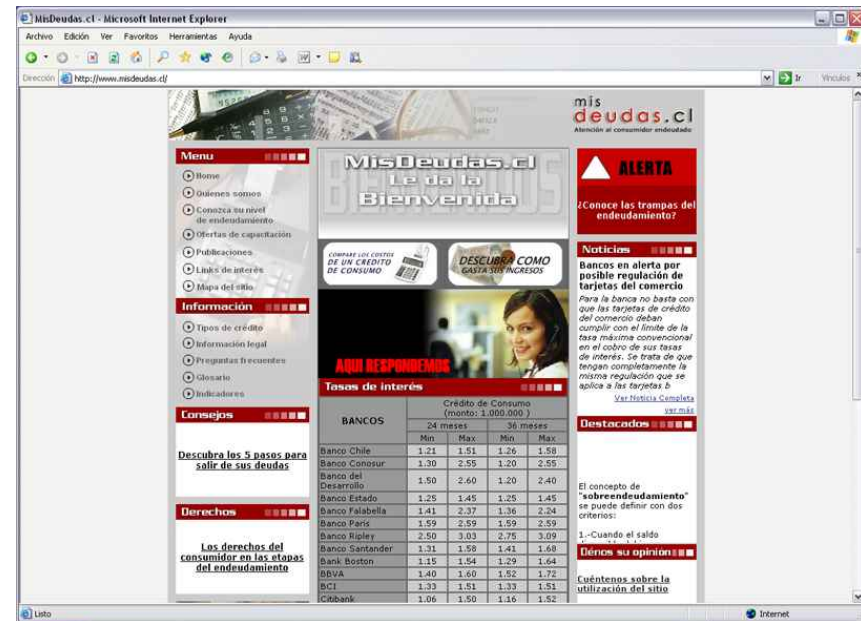 MisDeudas.cl - Microsoft Internet Explorer
Archivo Edición Ver Favoritos Herramientas Ayuda
Dirección http://www.misdeudas.cl/ Ir Vínculos
mis
deudas.cl
Atención al consumidor endeudado
Menu
Home
Quienes somos
Conozca su nivel
de endeudamiento
Ofertas de capacitación
Publicaciones
Links de interés
Mapa del sitio
Información
Tipos de crédito
Información legal
Preguntas frecuentes
Glosario
Indicadores
Consejos
Descubra los 5 pasos para
salir de sus deudas
Derechos
Los derechos del
consumidor en las etapas
del endeudamiento
BIENVENIDOS
MisDeudas.cl
Le da la
Bienvenida
COMPARE LOS COSTOS
DE UN CREDITO
DE CONSUMO
DESCUBRA COMO
GASTA SUS INGRESOS
AQUI RESPONDEMOS
Tasas de interés
BANCOS
Crédito de Consumo
(monto: 1.000.000 )
24 meses 36 meses
Min Max Min Max
Banco Chile 1.21 1.51 1.26 1.58
Banco Conosur 1.30 2.55 1.20 2.55
Banco del
Desarrollo 1.50 2.60 1.20 2.40
Banco Estado 1.25 1.45 1.25 1.45
Banco Falabella 1.41 2.37 1.36 2.24
Banco Paris 1.59 2.59 1.59 2.59
Banco Ripley 2.50 3.03 2.75 3.09
Banco Santander 1.31 1.58 1.41 1.68
Bank Boston 1.15 1.54 1.29 1.64
BBVA 1.40 1.60 1.52 1.72
BCI 1.33 1.51 1.33 1.51
Citibank 1.06 1.50 1.16 1.52
ALERTA
¿Conoce las trampas del
endeudamiento?
Noticias
Bancos en alerta por
posible regulación de
tarjetas del comercio
Para la banca no basta con
que las tarjetas de crédito
del comercio deban
cumplir con el límite de la
tasa máxima convencional
en el cobro de sus tasas
de interés. Se trata de que
tengan completamente la
misma regulación que se
aplica a las tarjetas b
Ver Noticia Completa
ver más
Destacados
El concepto de
"sobreendeudamiento"
se puede definir con dos
criterios:
1.-Cuando el saldo
Dénos su opinión
Cuéntenos sobre la
utilización del sitio
Listo Internet